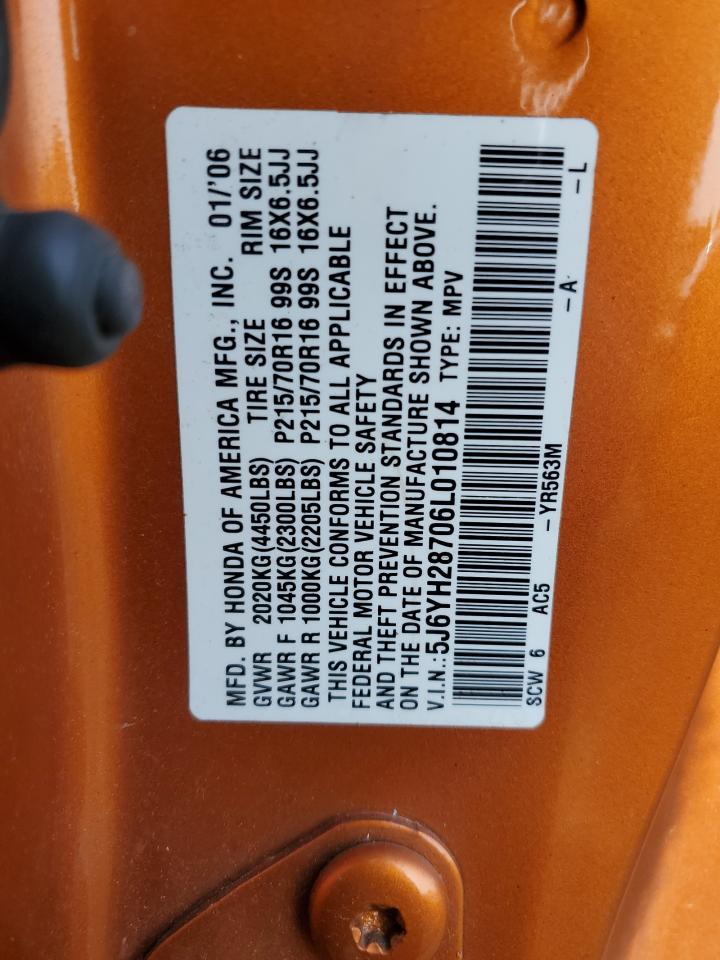 MFD. BY HONDA OF AMERICA MFG., INC. 01/'06
GVWR 2020KG(4450LBS) TIRE SIZE RIM SIZE
GAWR F 1045KG(2300LBS) P215/70R16 99S 16X6.5JJ
GAWR R 1000KG(2205LBS) P215/70R16 99S 16X6.5JJ
THIS VEHICLE CONFORMS TO ALL APPLICABLE
FEDERAL MOTOR VEHICLE SAFETY
AND THEFT PREVENTION STANDARDS IN EFFECT
ON THE DATE OF MANUFACTURE SHOWN ABOVE.
V.I.N.: 5J6YH28706L010814 TYPE: MPV
SCW 6 AC5 -YR563M -A- -L